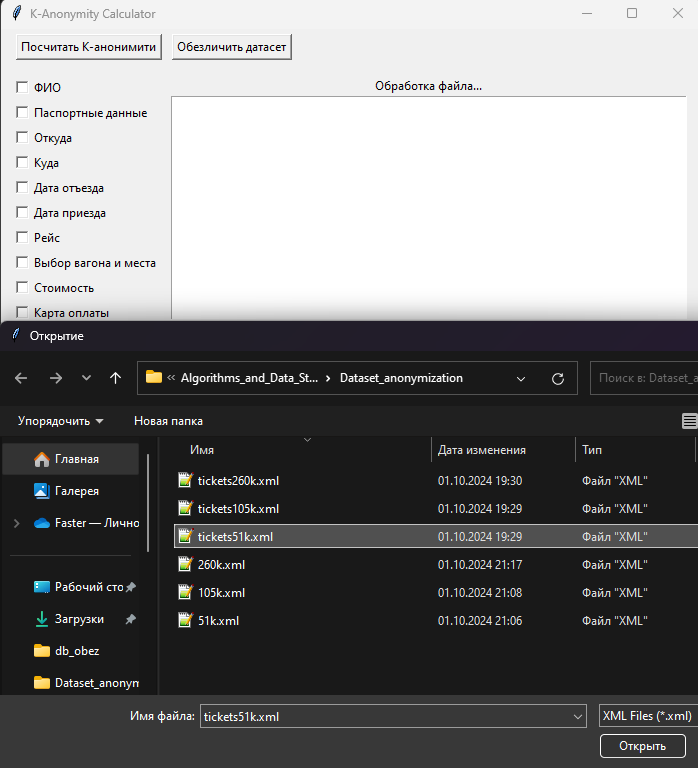 K-Anonymity Calculator
Посчитать К-анонимити
Обезличить датасет
ФИО
Паспортные данные
Откуда
Куда
Дата отъезда
Дата приезда
Рейс
Выбор вагона и места
Стоимость
Карта оплаты
Обработка файла...
Открытие
« Algorithms_and_Data_St... › Dataset_anonymization
Поиск в: Dataset_a
Упорядочить
Новая папка
Главная
Галерея
Faster — Лично
Рабочий сто
Загрузки
db_obez
Dataset_anonym
Имя Дата изменения Тип
tickets260k.xml 01.10.2024 19:30 Файл "XML"
tickets105k.xml 01.10.2024 19:29 Файл "XML"
tickets51k.xml 01.10.2024 19:29 Файл "XML"
260k.xml 01.10.2024 21:17 Файл "XML"
105k.xml 01.10.2024 21:08 Файл "XML"
51k.xml 01.10.2024 21:06 Файл "XML"
Имя файла: tickets51k.xml
XML Files (*.xml)
Открыть